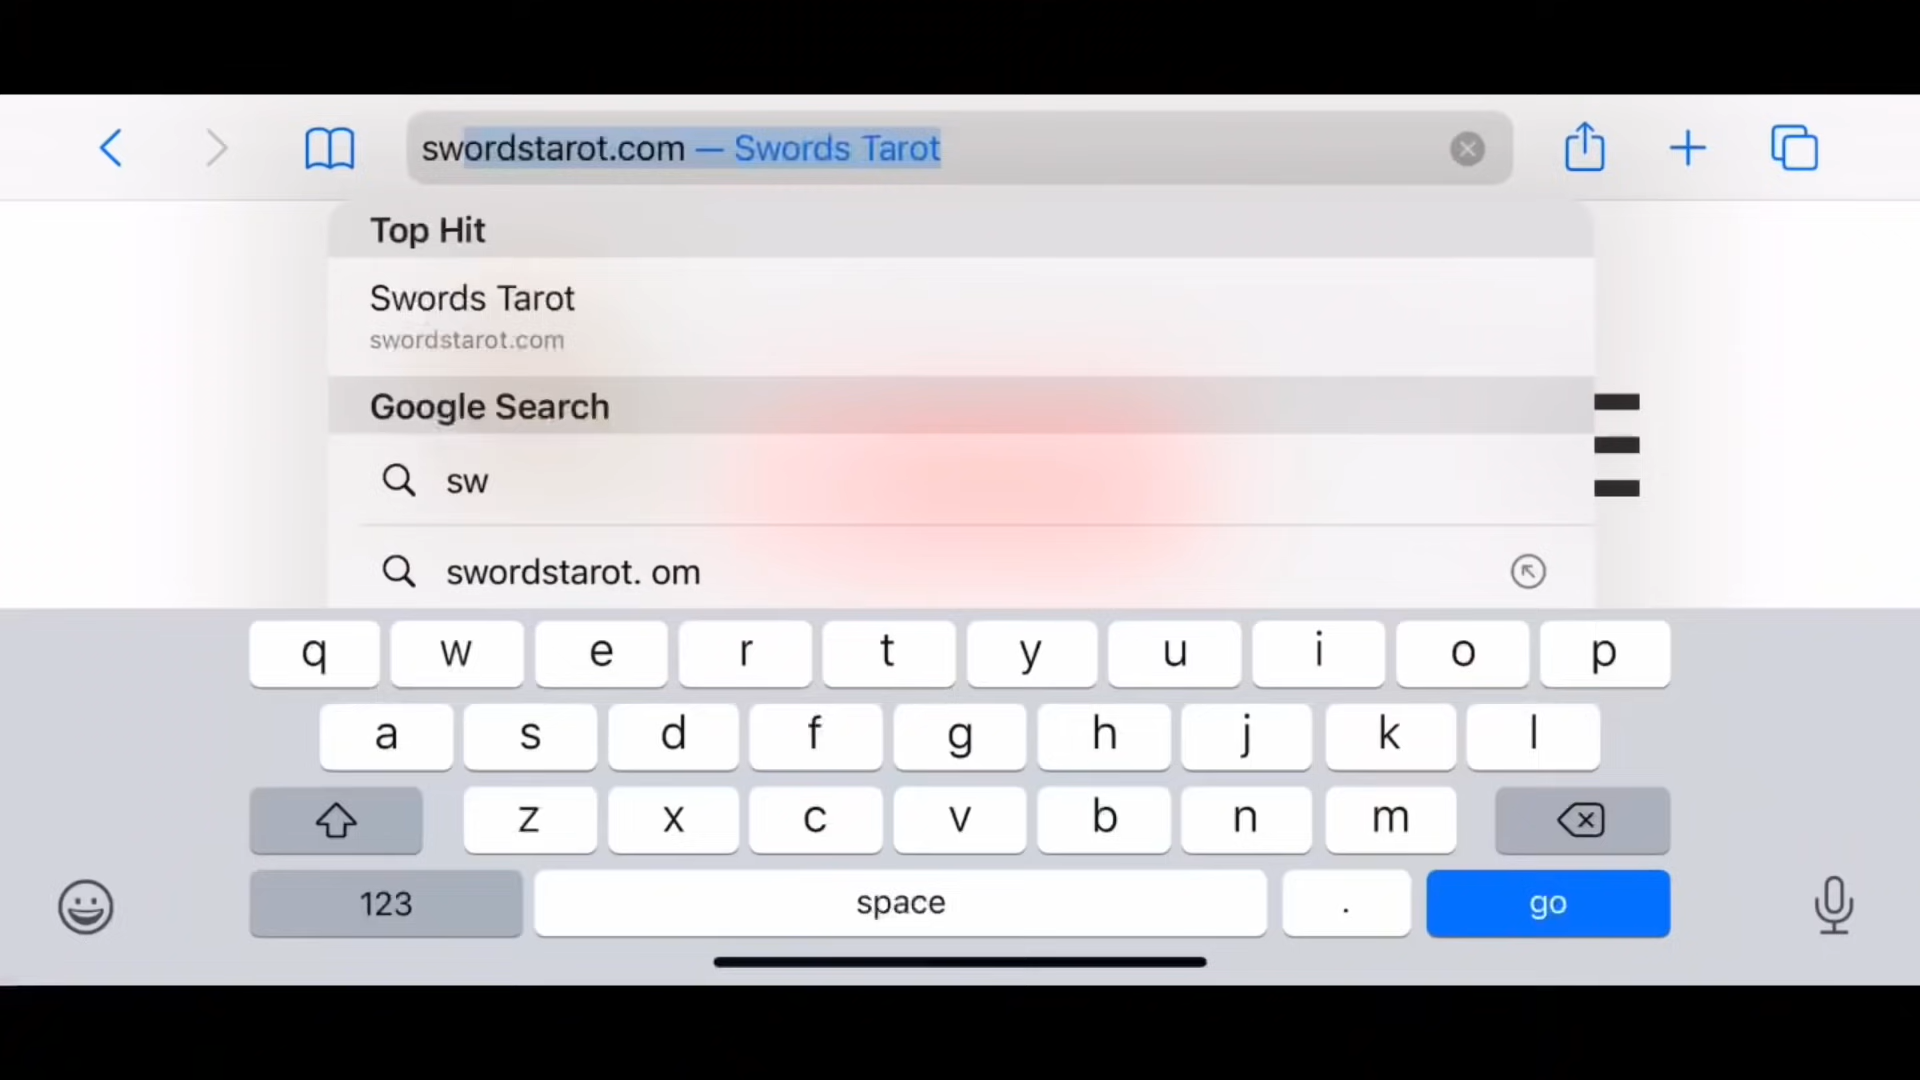 swordstarot.com — Swords Tarot
Top Hit
Swords Tarot
swordstarot.com
Google Search
sw
swordstarot. om
q w e r t y u i o p
a s d f g h j k l
z x c v b n m
123 space . go